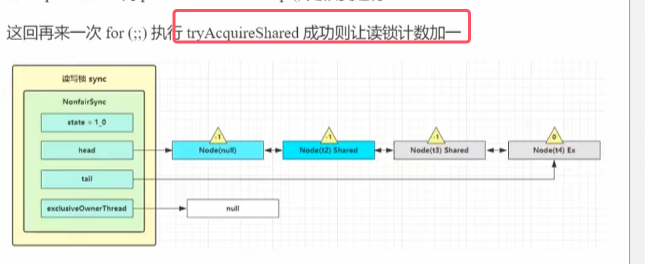 这回再来一次 for (;;) 执行 tryAcquireShared 成功则让读锁计数加一
读写锁 sync
NonfairSync
state = 1_0
head
tail
exclusiveOwnerThread
-1
Node(null)
-1
Node(t2) Shared
-1
Node(t3) Shared
0
Node(t4) Ex
null